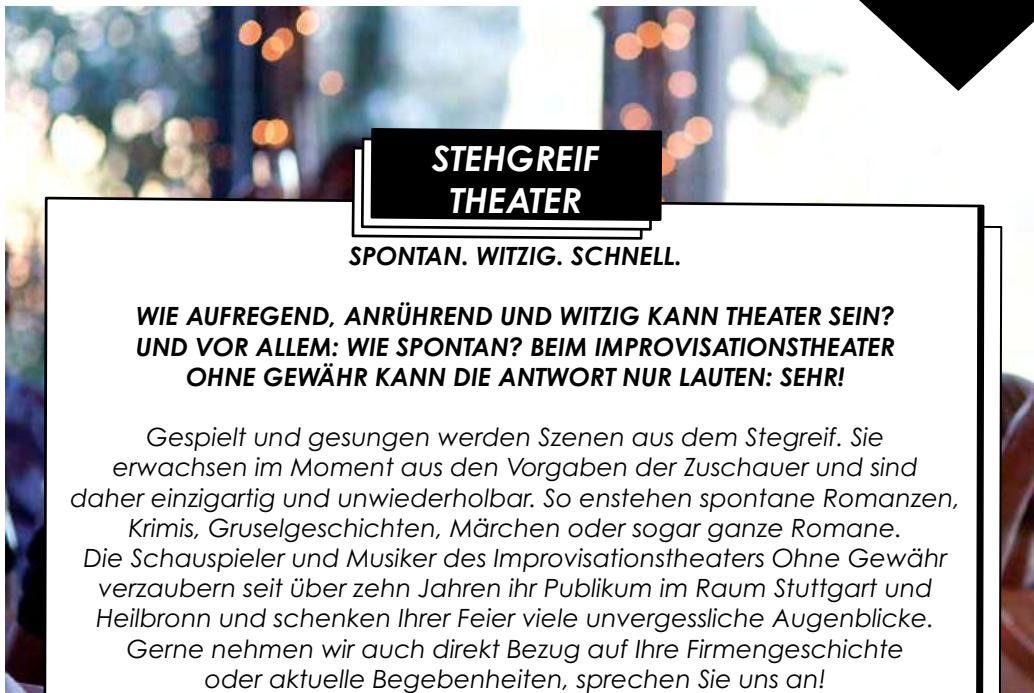 STEHGREIF
THEATER
SPONTAN. WITZIG. SCHNELL.
WIE AUFREGEND, ANRÜHREND UND WITZIG KANN THEATER SEIN?
UND VOR ALLEM: WIE SPONTAN? BEIM IMPROVISATIONSTHEATER
OHNE GEWÄHR KANN DIE ANTWORT NUR LAUTEN: SEHR!
Gespielt und gesungen werden Szenen aus dem Stegreif. Sie
erwachsen im Moment aus den Vorgaben der Zuschauer und sind
daher einzigartig und unwiederholbar. So enstehen spontane Romanzen,
Krimis, Gruselgeschichten, Märchen oder sogar ganze Romane.
Die Schauspieler und Musiker des Improvisationstheaters Ohne Gewähr
verzaubern seit über zehn Jahren ihr Publikum im Raum Stuttgart und
Heilbronn und schenken Ihrer Feier viele unvergessliche Augenblicke.
Gerne nehmen wir auch direkt Bezug auf Ihre Firmengeschichte
oder aktuelle Begebenheiten, sprechen Sie uns an!